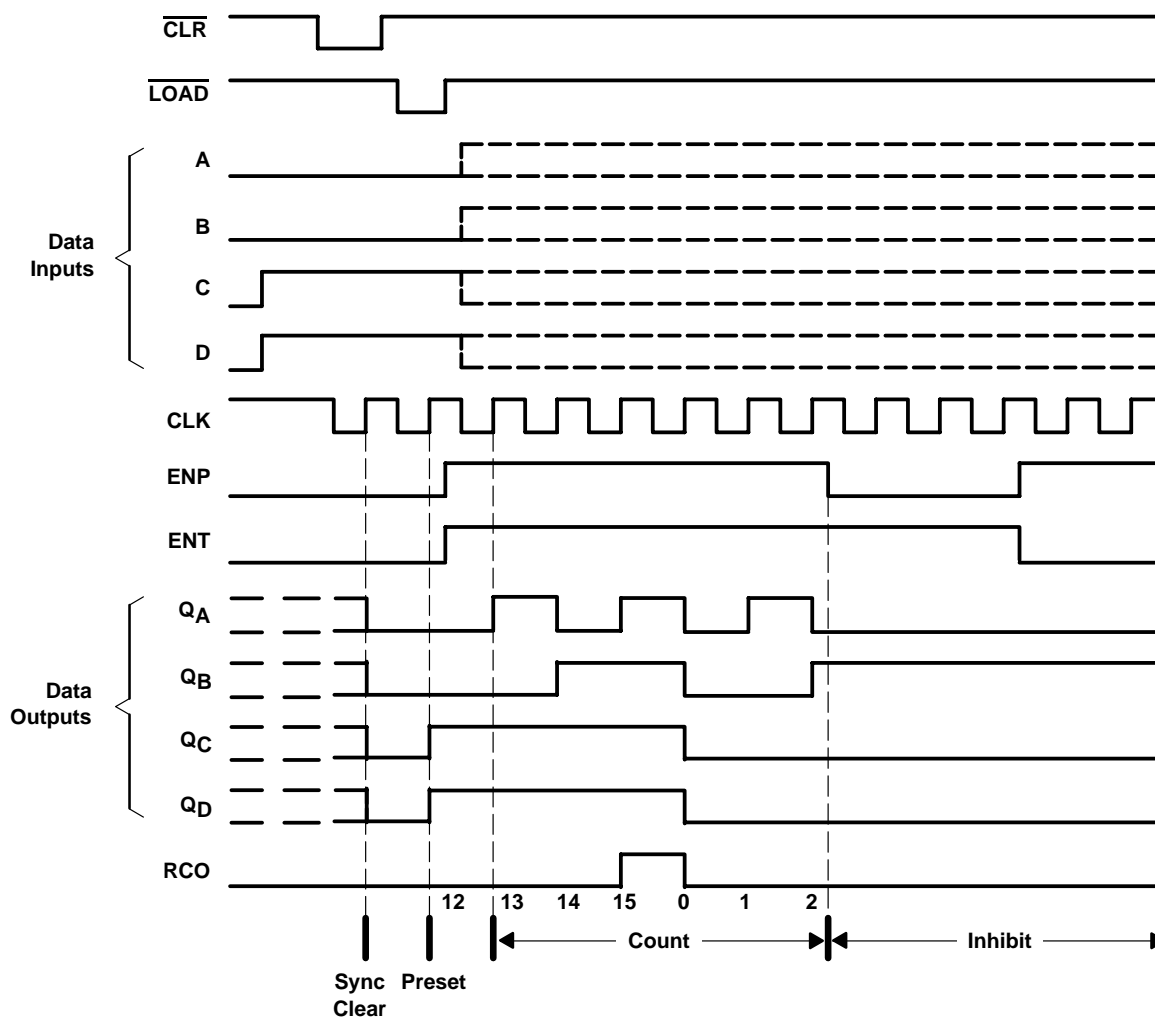 CLR
LOAD
A
B
Data
Inputs
C
D
CLK
ENP
ENT
QA
QB
Data
Outputs
QC
QD
RCO
12 13 14 15 0 1 2
Count Inhibit
Sync Preset
Clear